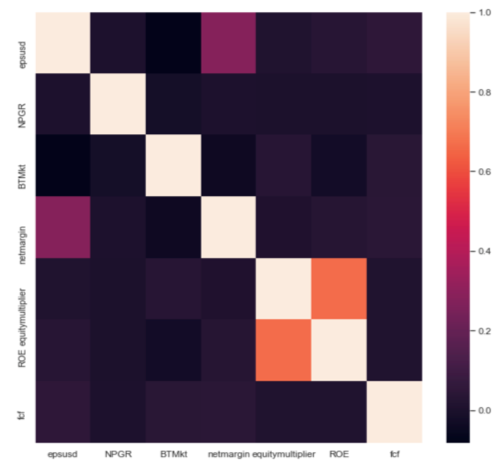 epsusd
NPGR
BTMkt
netmargin
ROE equitymultiplier
fcf
epsusd NPGR BTMkt netmargin equitymultiplier ROE fcf
1.0
0.8
0.6
0.4
0.2
0.0